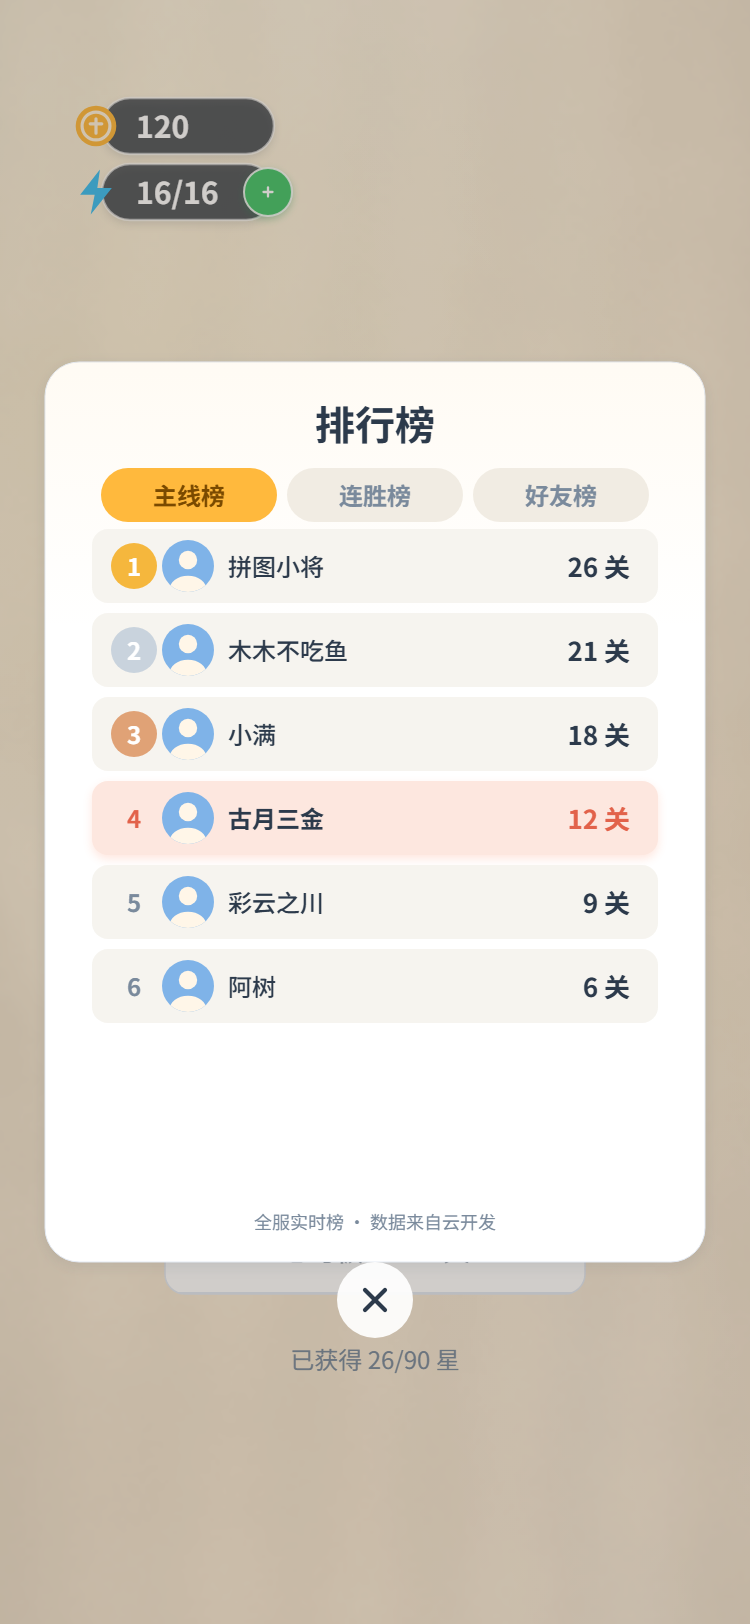 120
16/16
+
排行榜
主线榜 连胜榜 好友榜
1 拼图小将 26 关
2 木木不吃鱼 21 关
3 小满 18 关
4 古月三金 12 关
5 彩云之川 9 关
6 阿树 6 关
全服实时榜 · 数据来自云开发
已获得 26/90 星